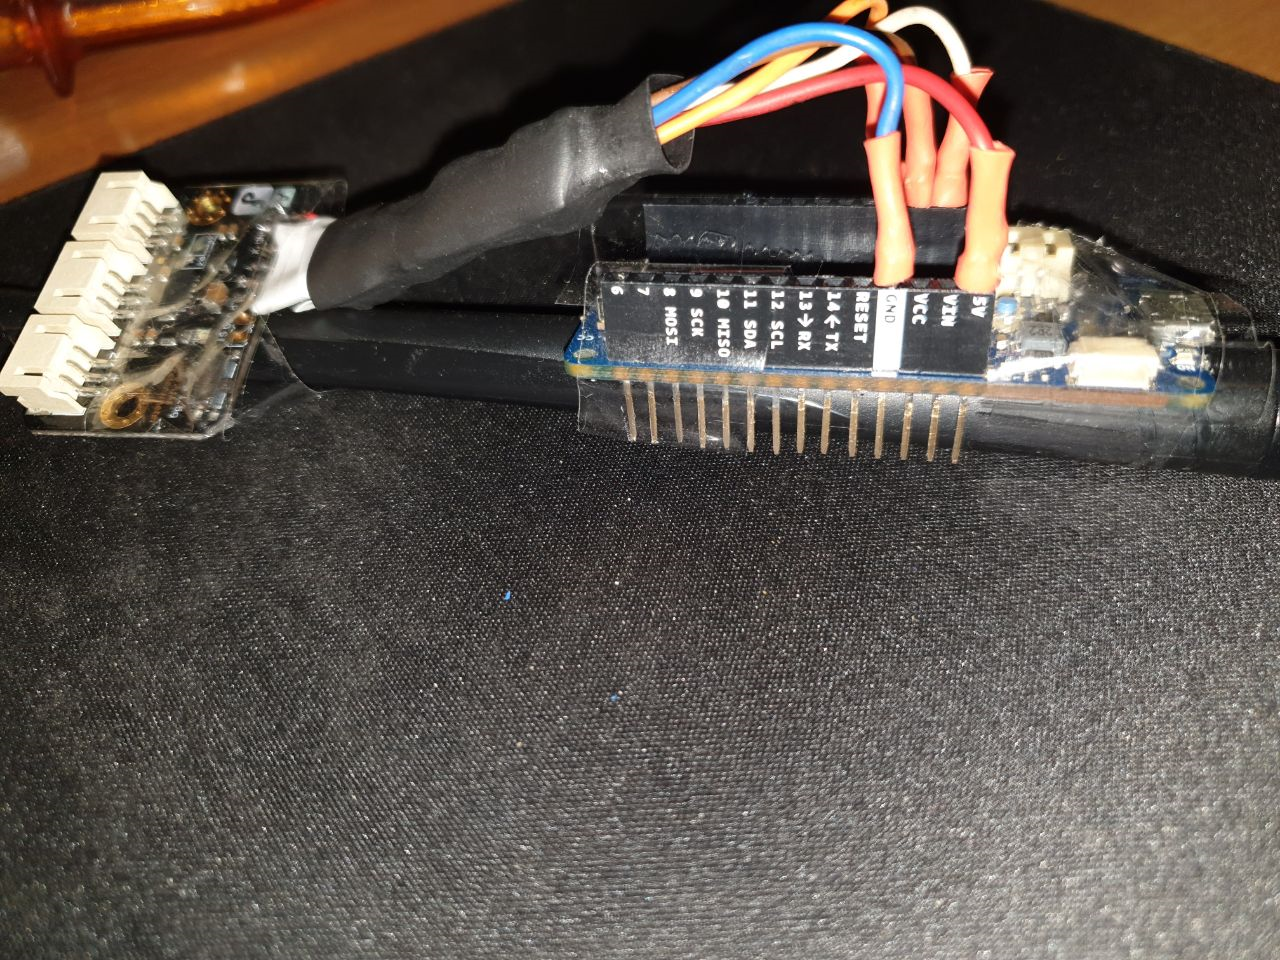 6
7
8 MOSI
9 SCK
10 MISO
11 SDA
12 SCL
13→RX
14←TX
RESET
GND
VCC
VIN
5V